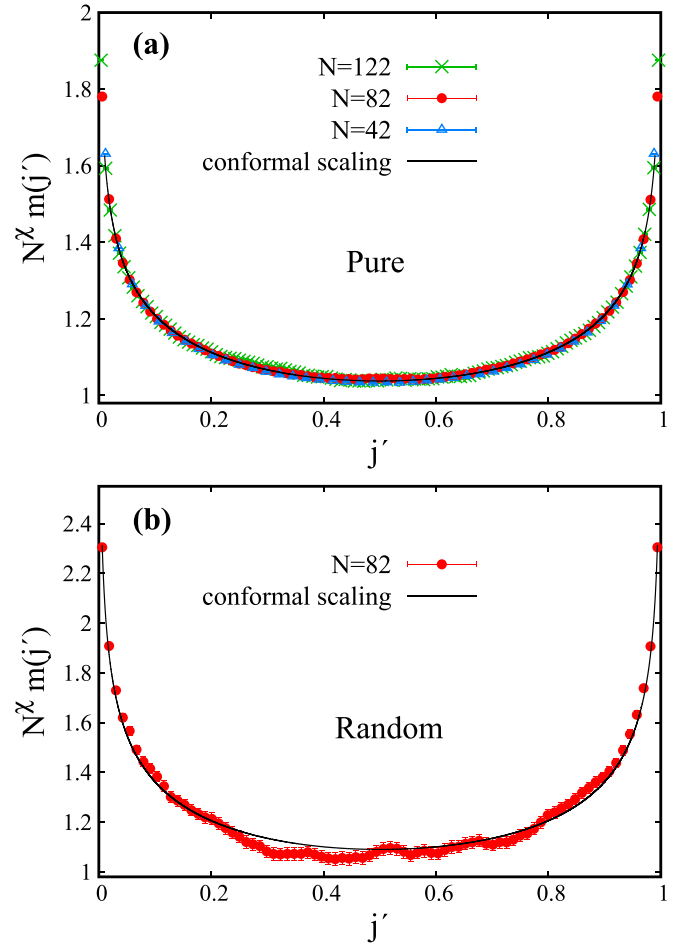 (a)
N=122
N=82
N=42
conformal scaling
Pure
N^χ m(j′)
1.8
1.6
1.4
1.2
1
0 0.2 0.4 0.6 0.8 1
j′
(b)
N=82
conformal scaling
Random
N^χ m(j′)
2.4
2.2
2
1.8
1.6
1.4
1.2
1
0 0.2 0.4 0.6 0.8 1
j′